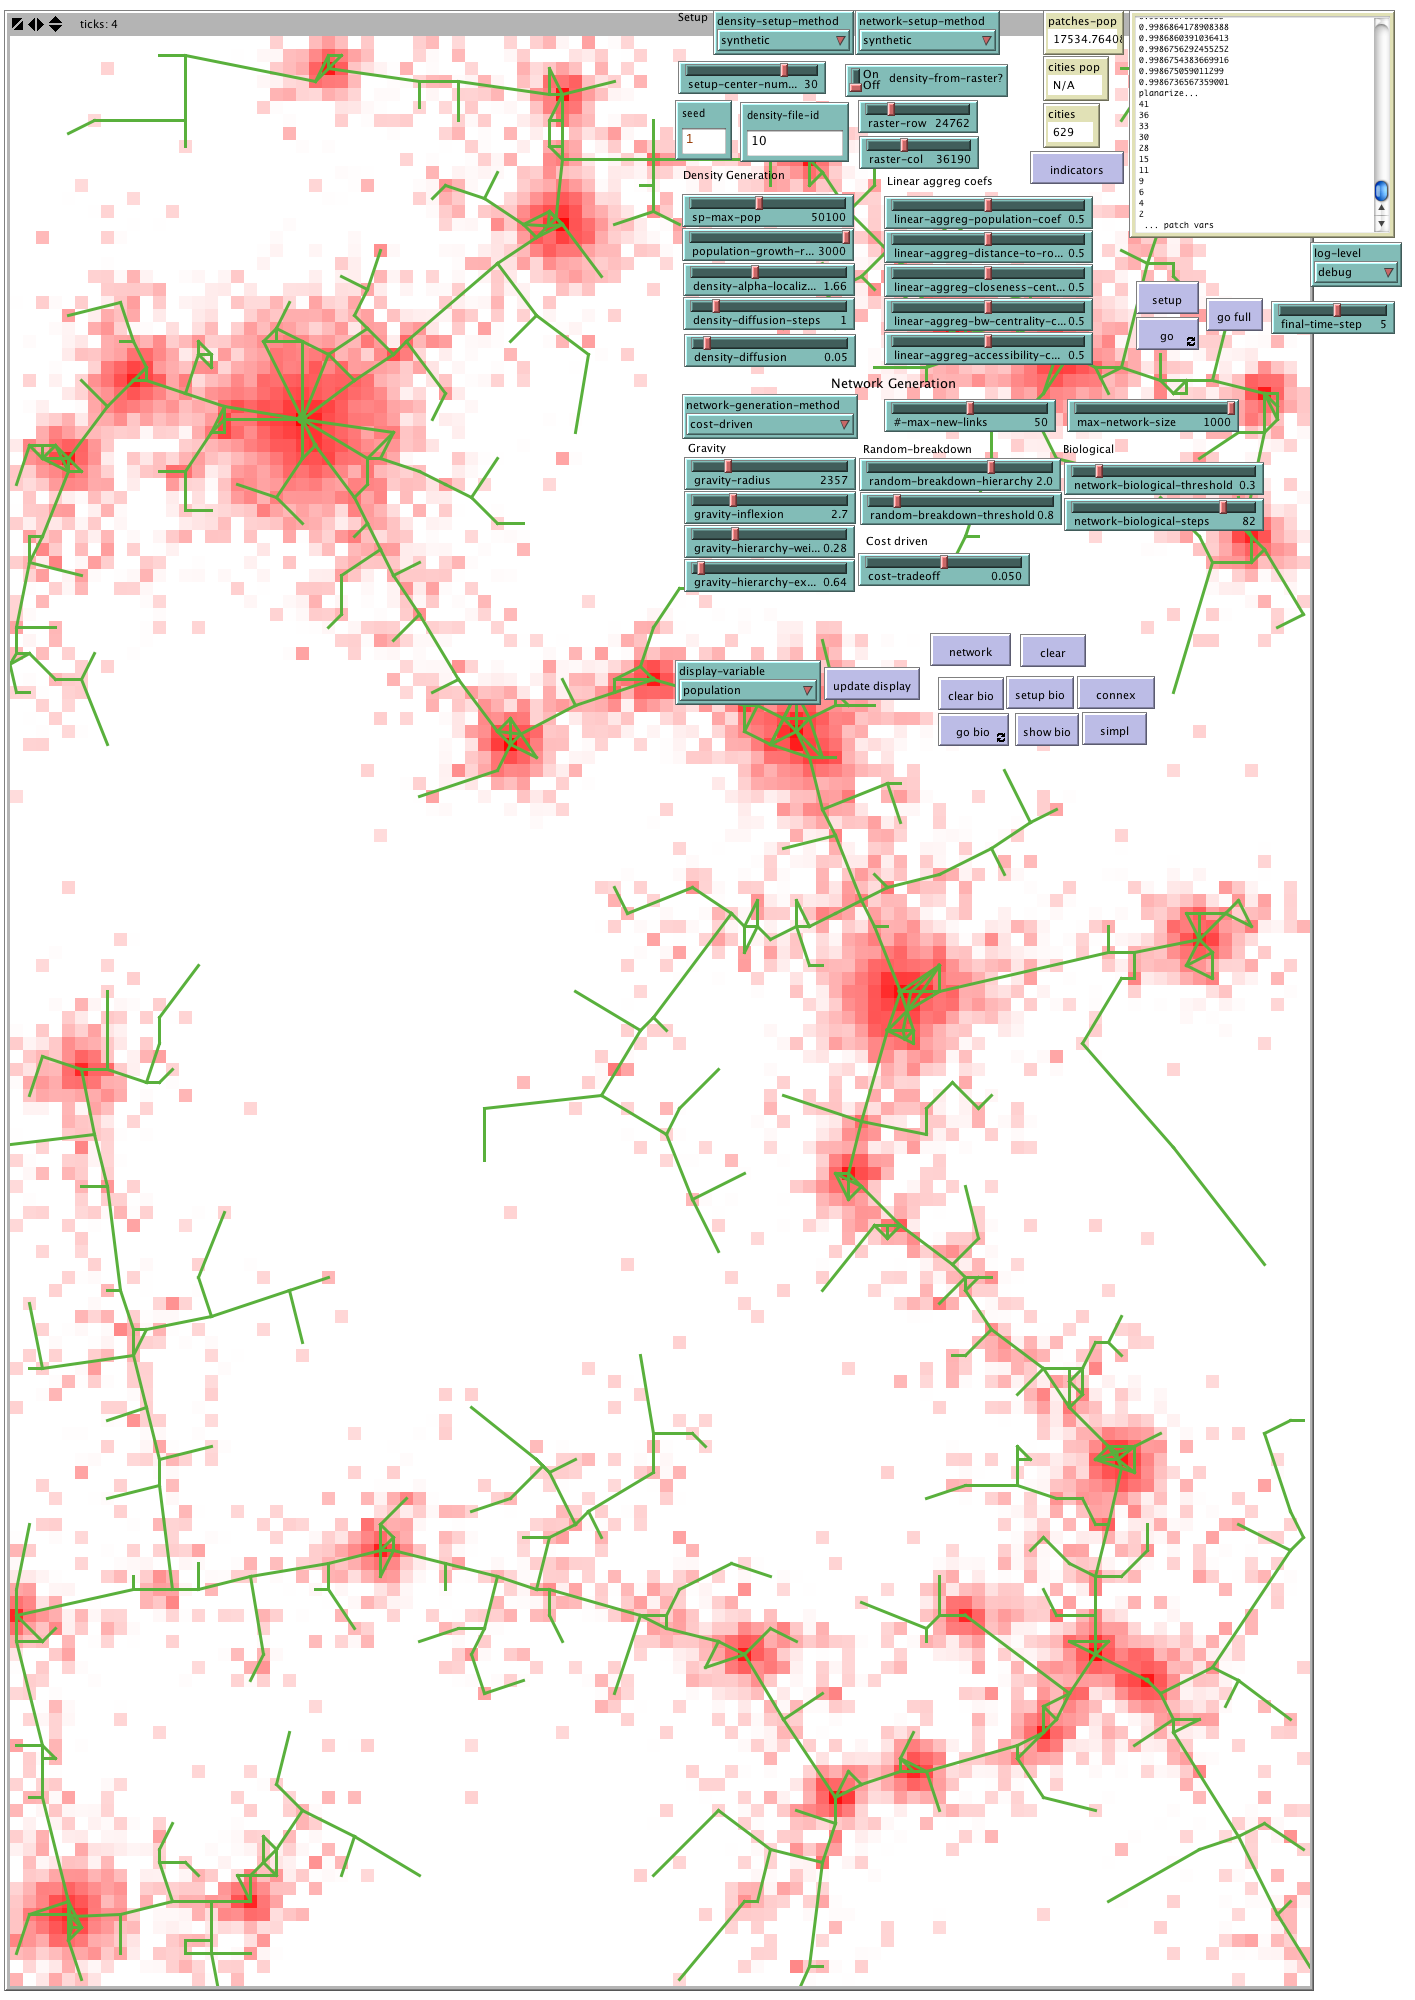 ticks: 4
Setup
density-setup-method
synthetic
network-setup-method
synthetic
setup-center-num... 30
On
Off
density-from-raster?
seed
1
density-file-id
10
raster-row 24762
raster-col 36190
patches-pop
17534.7640
cities pop
N/A
cities
629
indicators
0.9986864178908388
0.9986860391036413
0.9986756292455252
0.9986754383669916
0.998675059011299
0.9986736567359001
planarize...
41
36
33
30
28
15
11
9
6
4
2
... patch vars
log-level
debug
Density Generation
sp-max-pop 50100
population-growth-r... 3000
density-alpha-localiz... 1.66
density-diffusion-steps 1
density-diffusion 0.05
Linear aggreg coefs
linear-aggreg-population-coef 0.5
linear-aggreg-distance-to-ro... 0.5
linear-aggreg-closeness-cent... 0.5
linear-aggreg-bw-centrality-c... 0.5
linear-aggreg-accessibility-c... 0.5
setup
go
go full
final-time-step 5
Network Generation
network-generation-method
cost-driven
#-max-new-links 50
max-network-size 1000
Gravity
gravity-radius 2357
gravity-inflexion 2.7
gravity-hierarchy-wei... 0.28
gravity-hierarchy-ex... 0.64
Random-breakdown
random-breakdown-hierarchy 2.0
random-breakdown-threshold 0.8
Biological
network-biological-threshold 0.3
network-biological-steps 82
Cost driven
cost-tradeoff 0.050
display-variable
population
update display
network
clear
clear bio
setup bio
connex
go bio
show bio
simpl